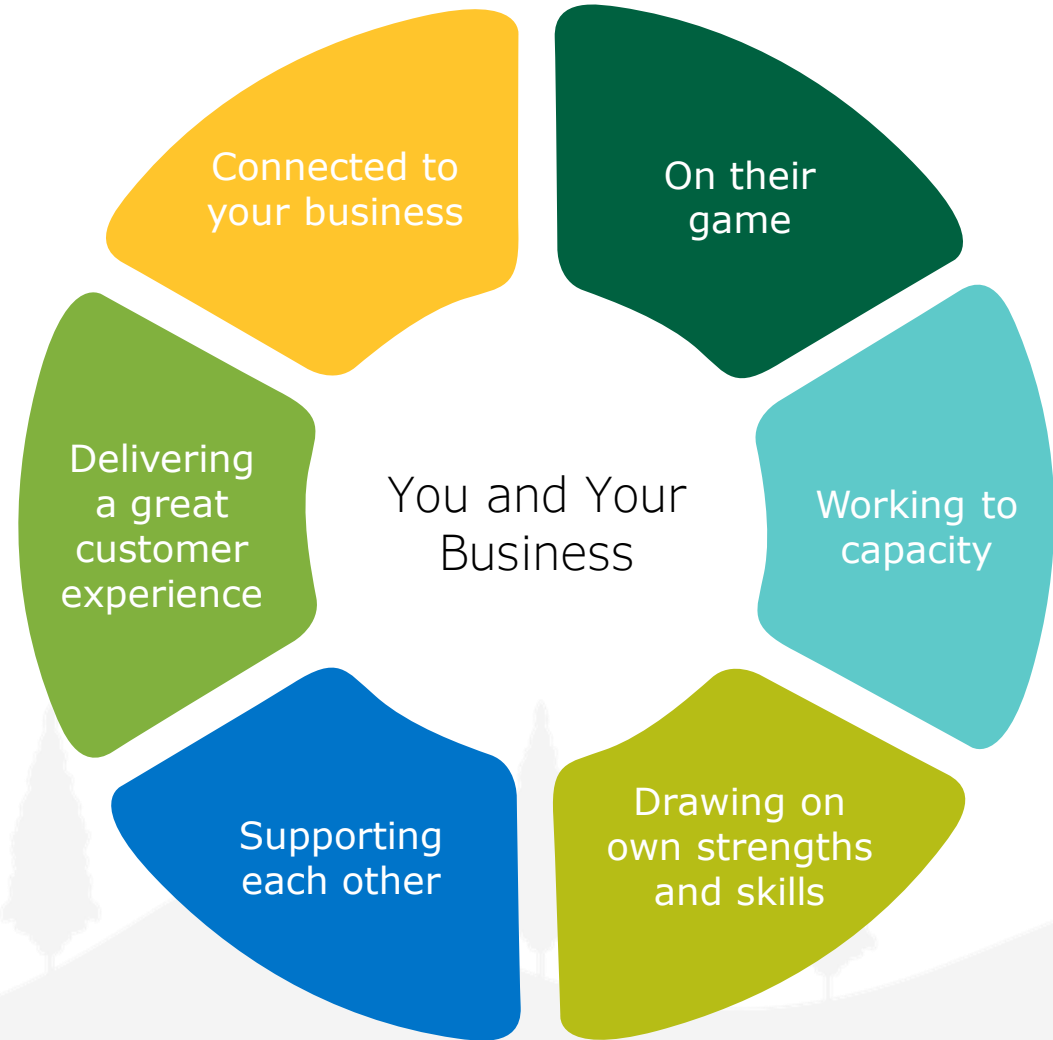 Connected to
your business
On their
game
Delivering
a great
customer
experience
You and Your
Business
Working to
capacity
Supporting
each other
Drawing on
own strengths
and skills